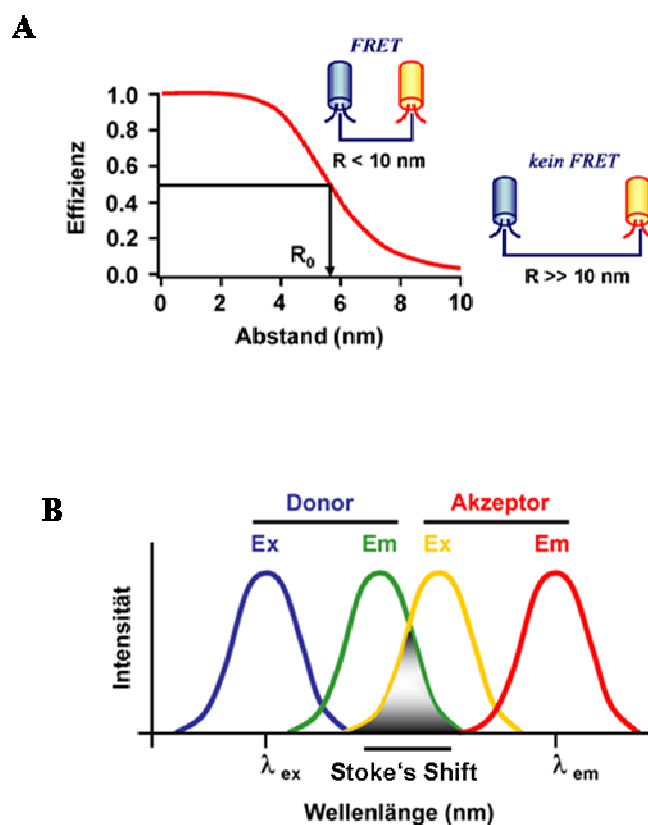 A
FRET
R < 10 nm
kein FRET
R >> 10 nm
Effizienz
1.0
0.8
0.6
0.4
0.2
0.0
R0
0 2 4 6 8 10
Abstand (nm)
B
Donor Akzeptor
Ex Em Ex Em
Intensität
λ ex Stoke‘s Shift λ em
Wellenlänge (nm)